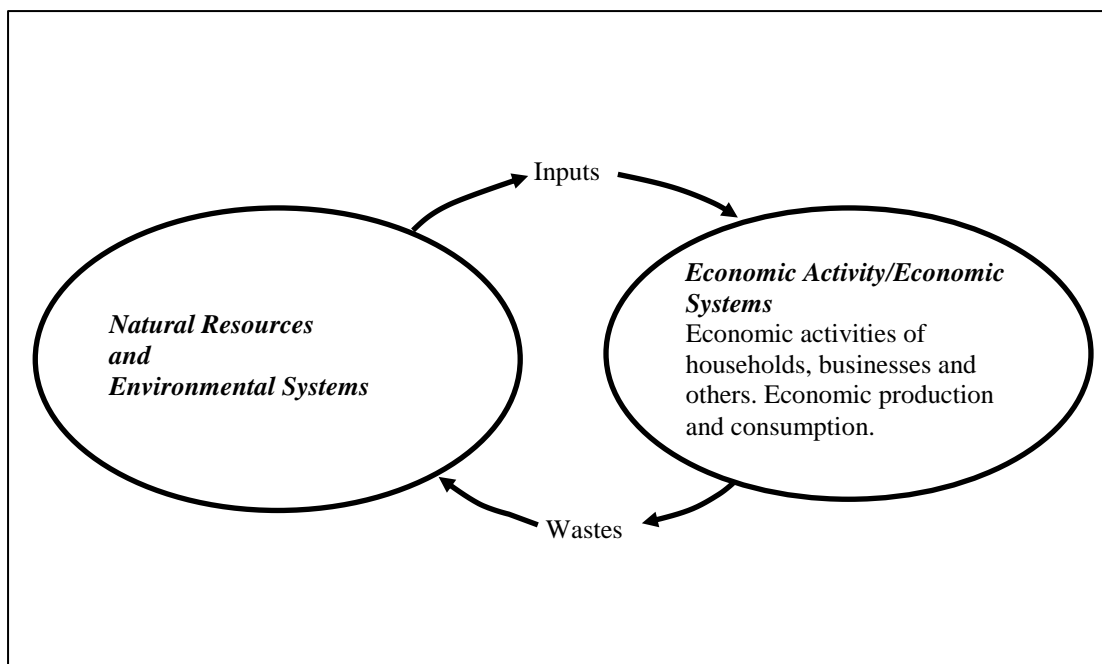 Inputs
Natural Resources
and
Environmental Systems
Economic Activity/Economic
Systems
Economic activities of
households, businesses and
others. Economic production
and consumption.
Wastes